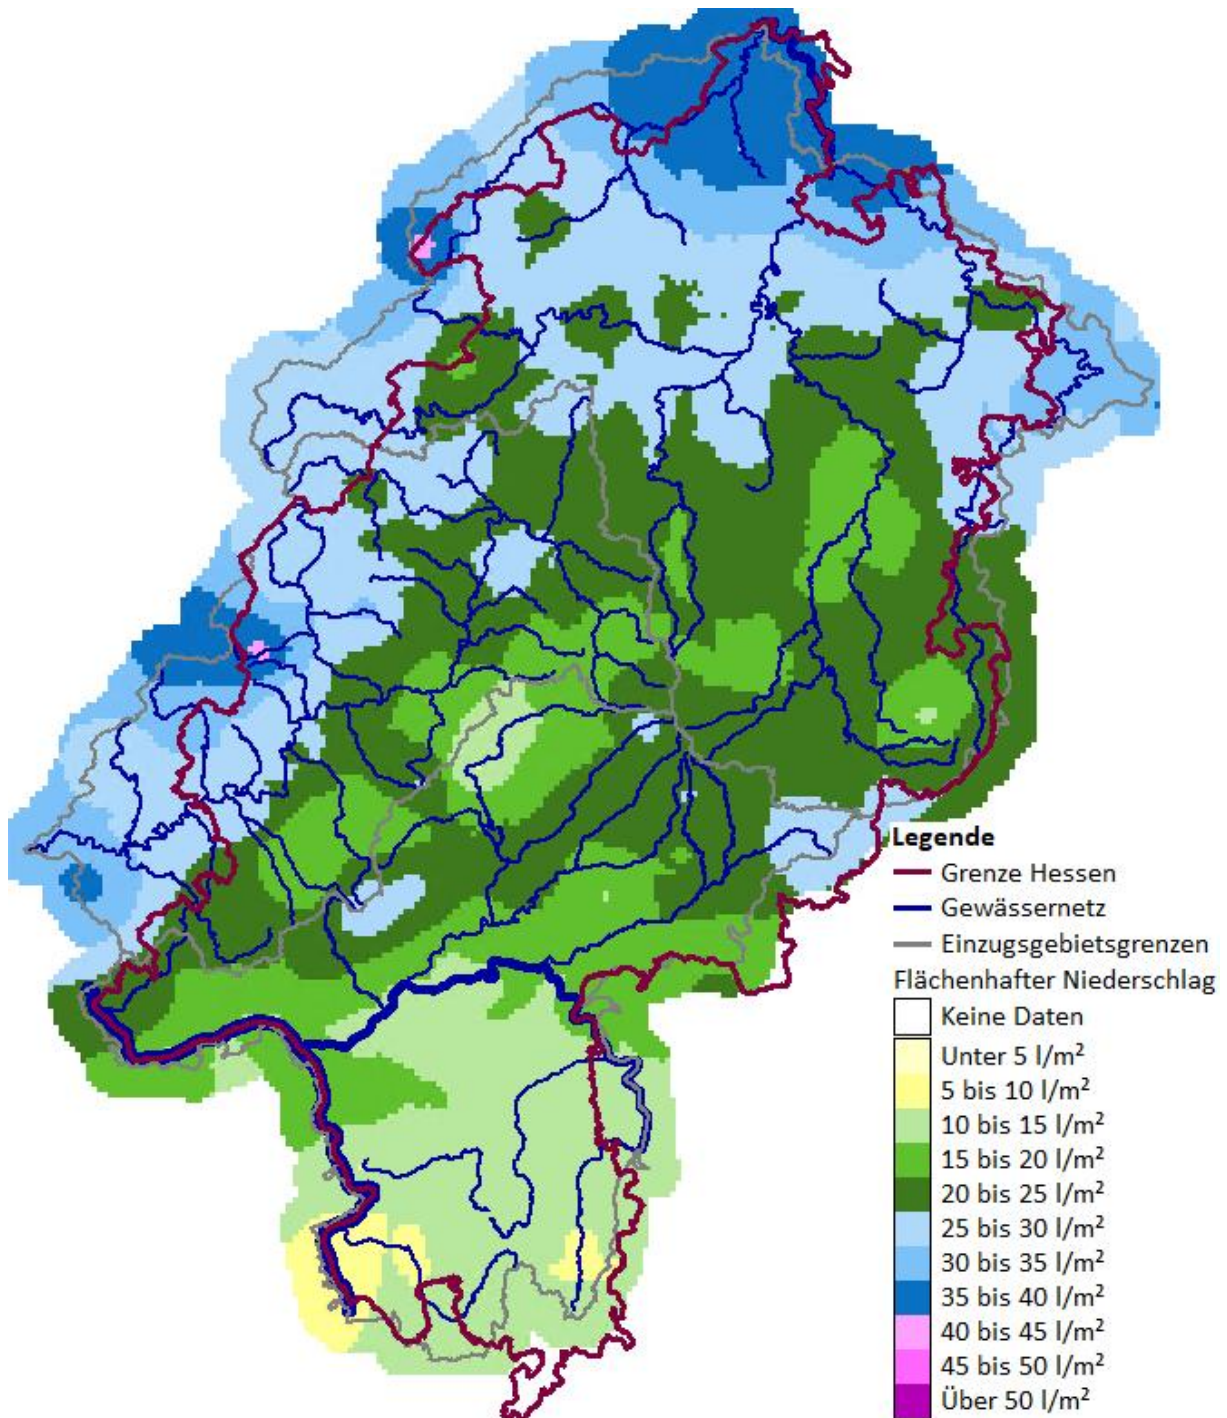 Legende
Grenze Hessen
Gewässernetz
Einzugsgebietsgrenzen
Flächenhafter Niederschlag
Keine Daten
Unter 5 l/m²
5 bis 10 l/m²
10 bis 15 l/m²
15 bis 20 l/m²
20 bis 25 l/m²
25 bis 30 l/m²
30 bis 35 l/m²
35 bis 40 l/m²
40 bis 45 l/m²
45 bis 50 l/m²
Über 50 l/m²